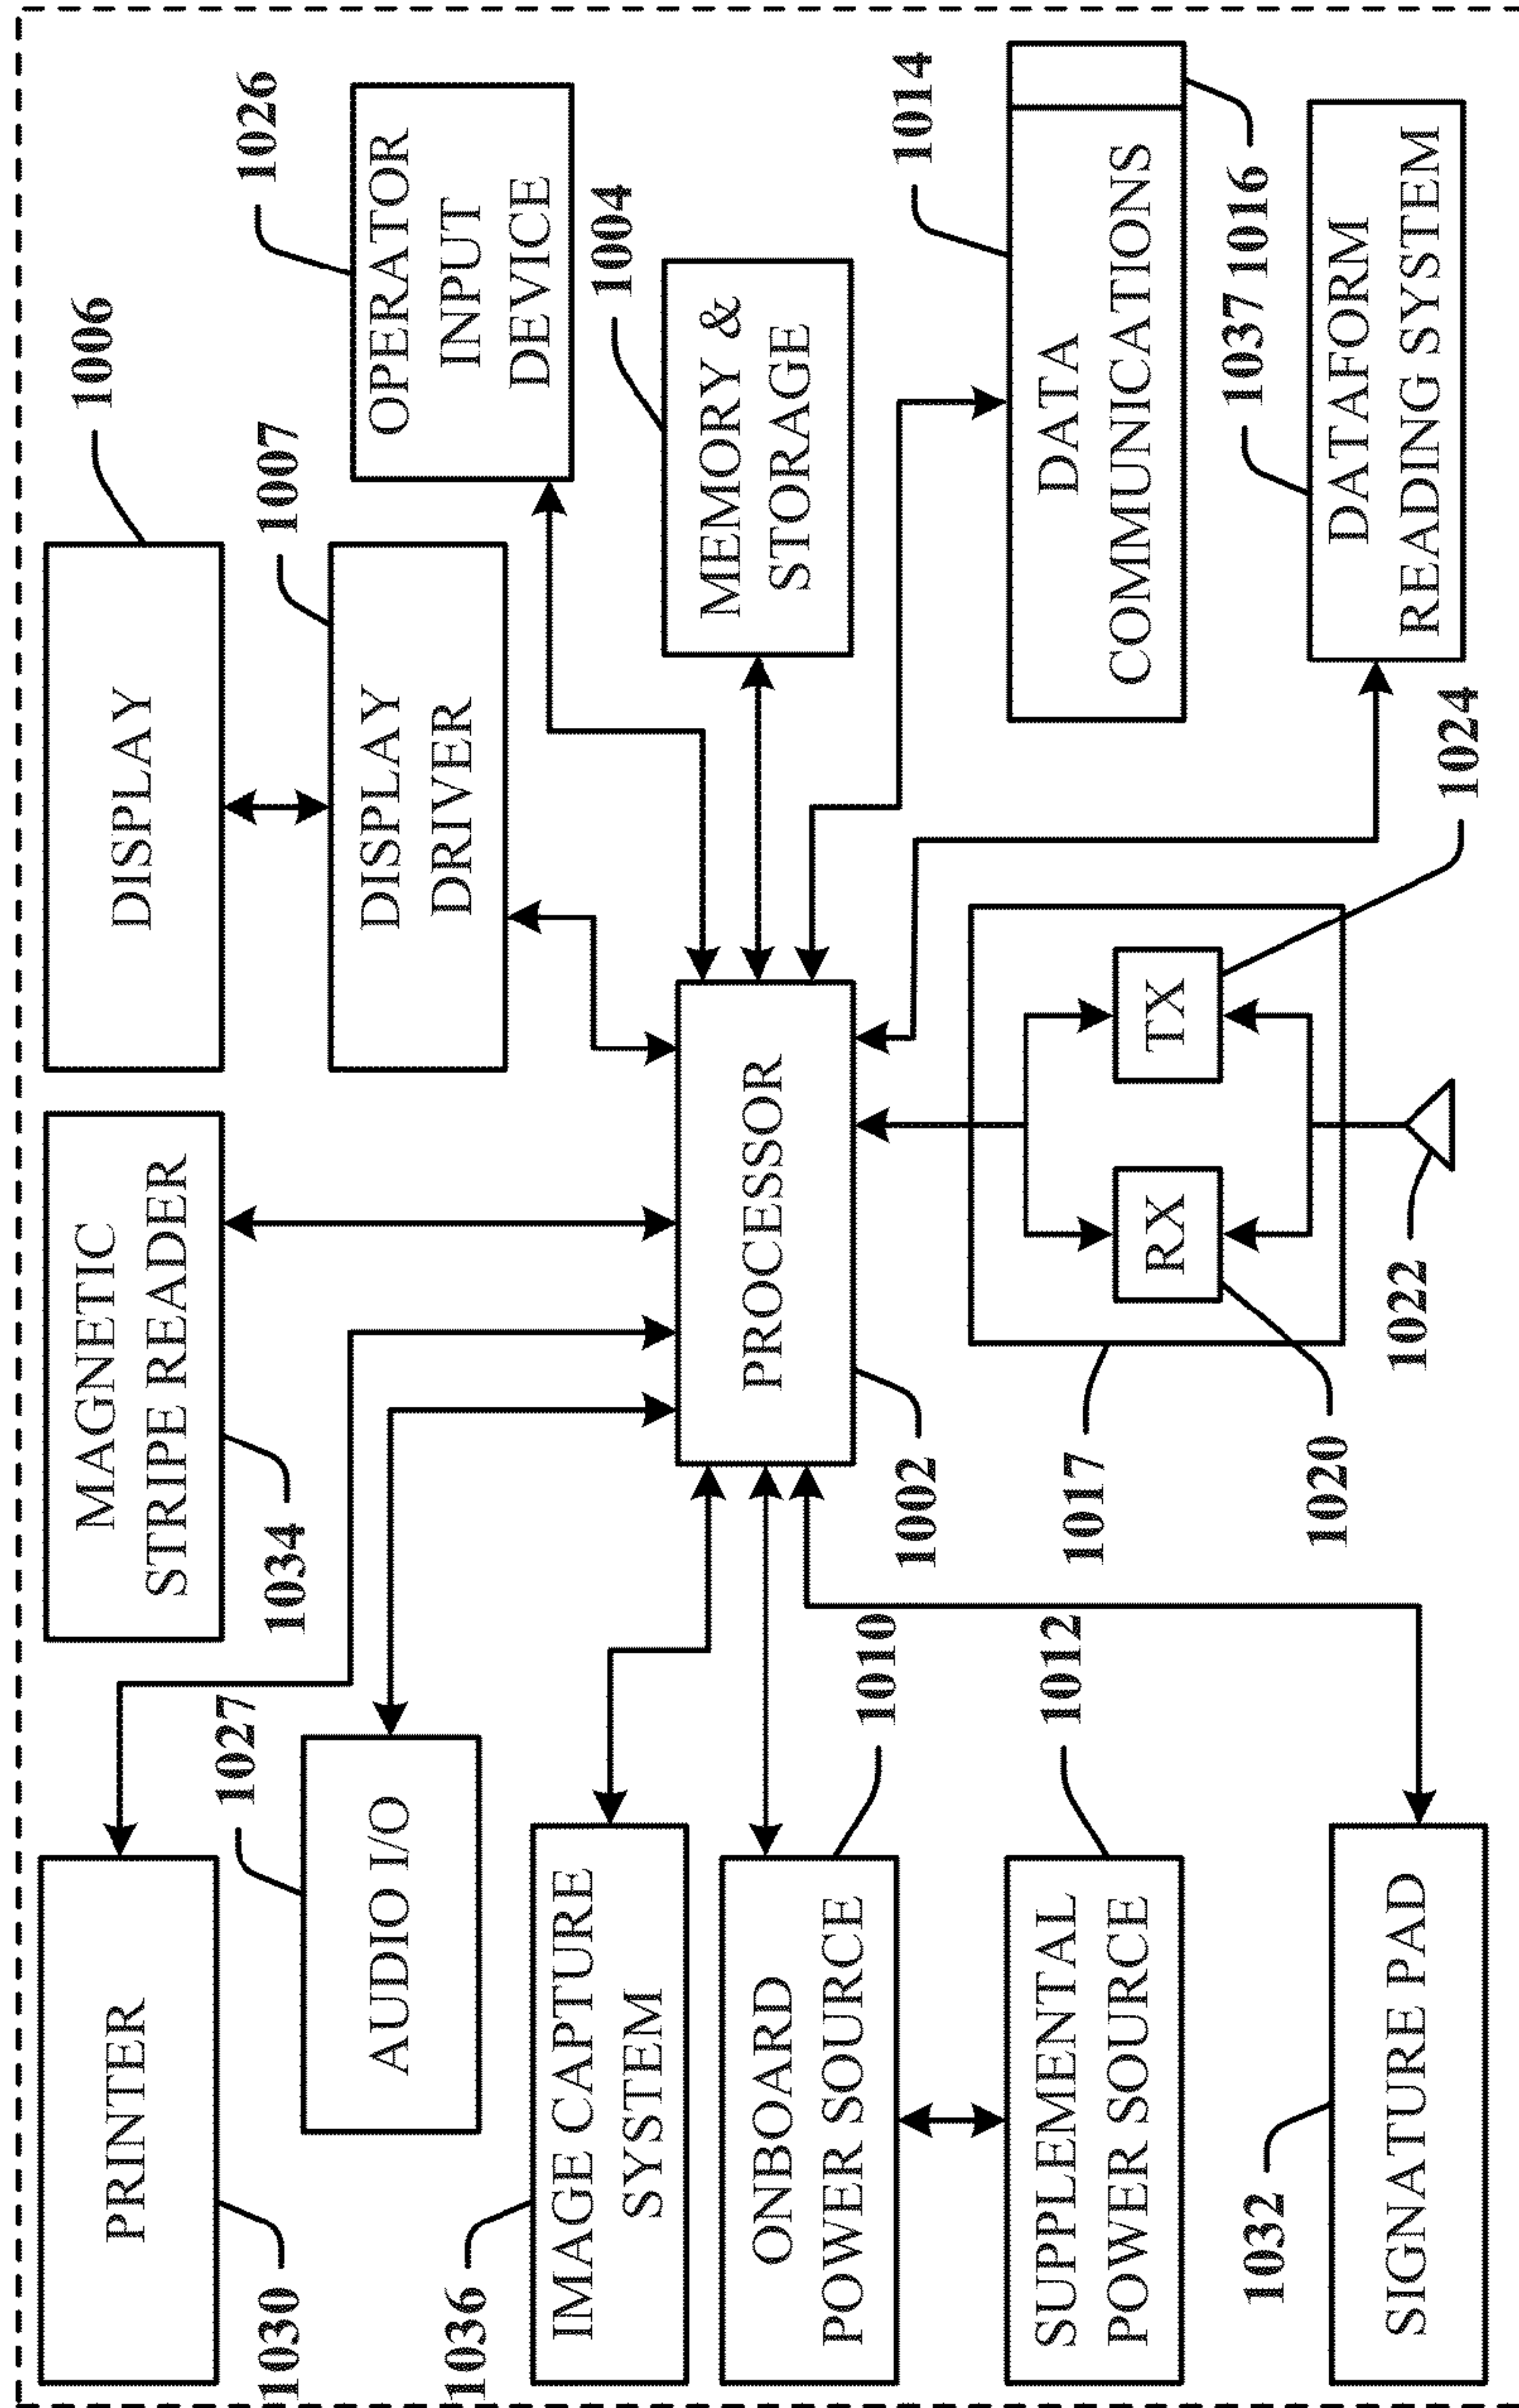 PRINTER
1030
MAGNETIC
STRIPE READER
1034
DISPLAY
1006
1027
AUDIO I/O
DISPLAY
DRIVER
1007
OPERATOR
INPUT
DEVICE
1026
1036
IMAGE CAPTURE
SYSTEM
PROCESSOR
1002
MEMORY &
STORAGE
1004
ONBOARD
POWER SOURCE
1010
SUPPLEMENTAL
POWER SOURCE
1012
1017
RX
TX
1020
1024
1022
DATA
COMMUNICATIONS
1014
1016
1037
DATAFORM
READING SYSTEM
1032
SIGNATURE PAD